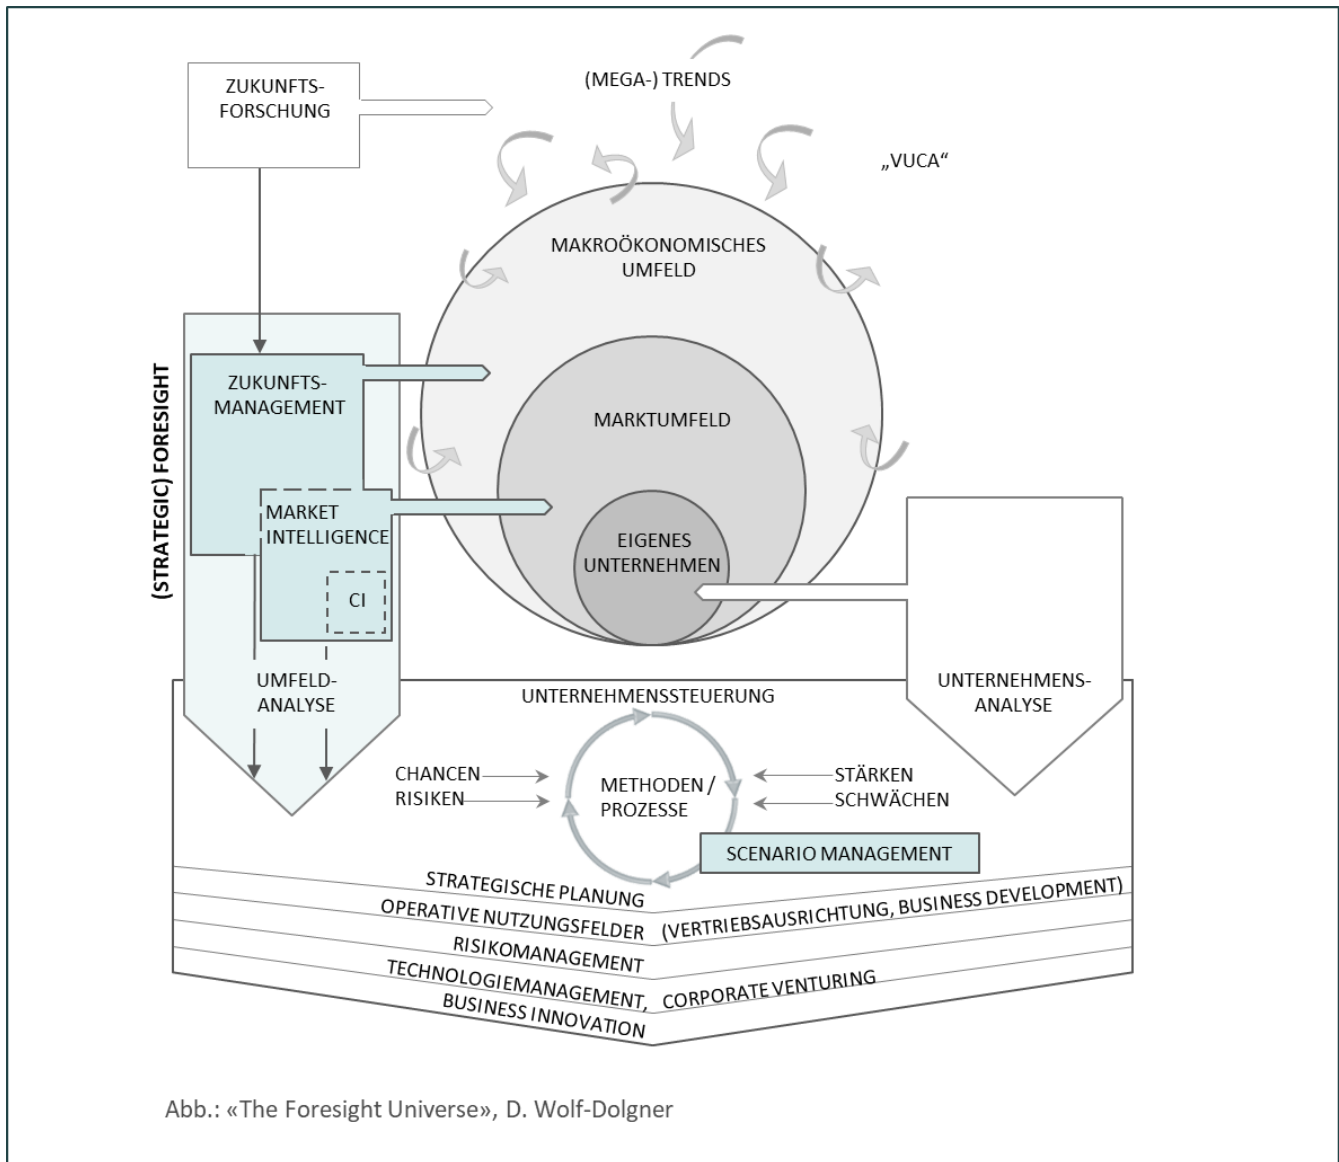 ZUKUNFTS-
FORSCHUNG
(MEGA-) TRENDS
„VUCA“
MAKROÖKONOMISCHES
UMFELD
(STRATEGIC) FORESIGHT
ZUKUNFTS-
MANAGEMENT
MARKTUMFELD
MARKET
INTELLIGENCE
EIGENES
UNTERNEHMEN
CI
UMFELD-
ANALYSE
UNTERNEHMENSSTEUERUNG
UNTERNEHMENS-
ANALYSE
CHANCEN
RISIKEN
METHODEN /
PROZESSE
STÄRKEN
SCHWÄCHEN
SCENARIO MANAGEMENT
STRATEGISCHE PLANUNG
OPERATIVE NUTZUNGSFELDER (VERTRIEBSAUSRICHTUNG, BUSINESS DEVELOPMENT)
RISIKOMANAGEMENT
TECHNOLOGIEMANAGEMENT, CORPORATE VENTURING
BUSINESS INNOVATION
Abb.: «The Foresight Universe», D. Wolf-Dolgner